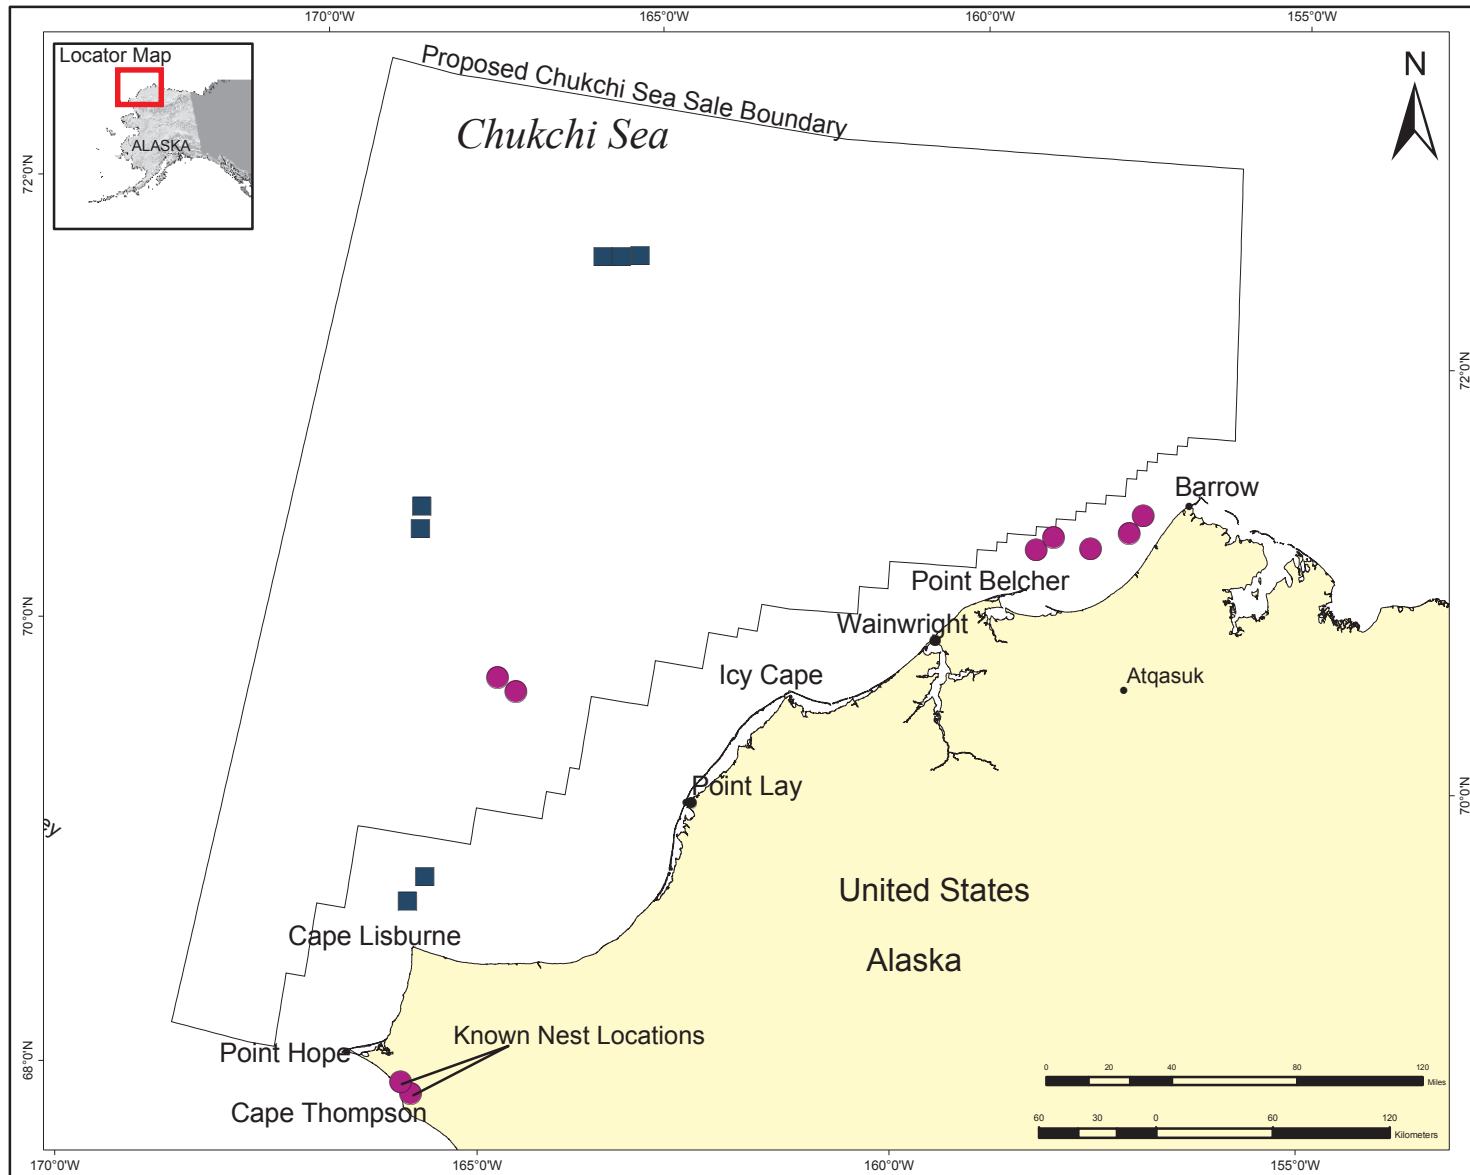 170°0'W
165°0'W
160°0'W
155°0'W
Locator Map
ALASKA
Proposed Chukchi Sea Sale Boundary
Chukchi Sea
N
72°0'N
72°0'N
Barrow
Point Belcher
70°0'N
Wainwright
Icy Cape
Atqasuk
Point Lay
70°0'N
ey
United States
Cape Lisburne
Alaska
Known Nest Locations
Point Hope
68°0'N
Cape Thompson
0 20 40 80 120
Miles
60 30 0 60 120
Kilometers
170°0'W
165°0'W
160°0'W
155°0'W